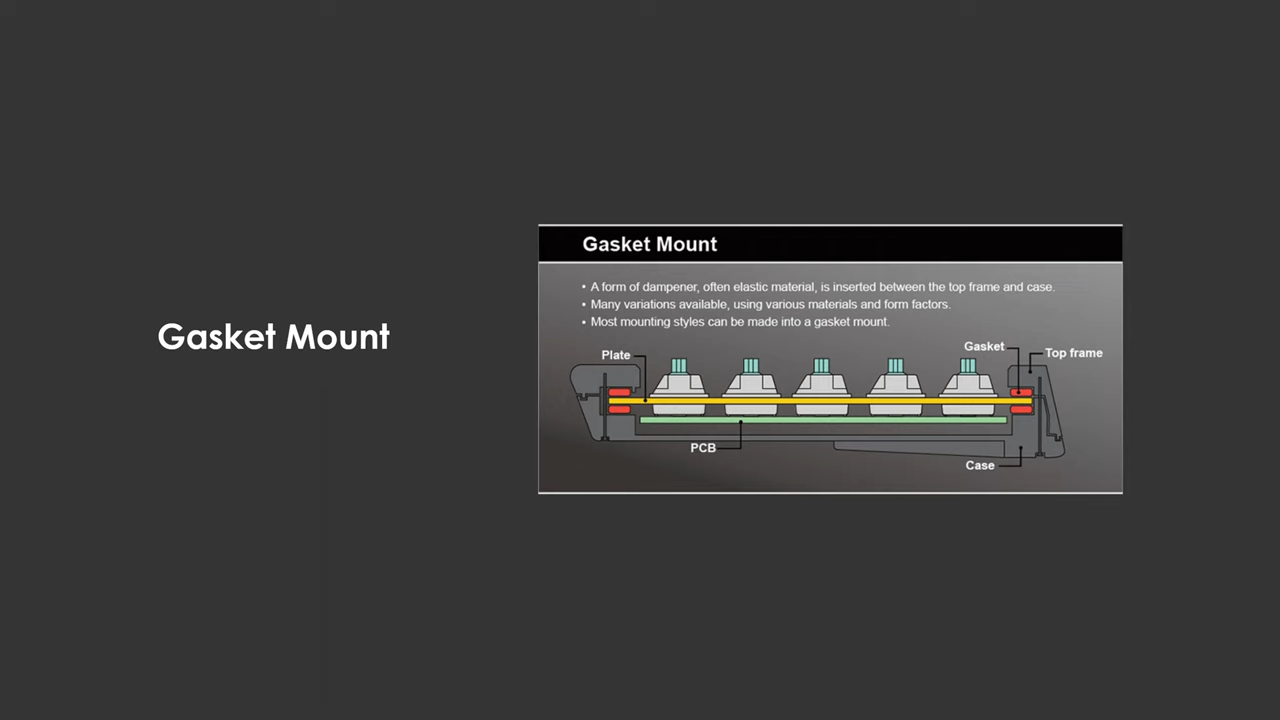 Gasket Mount
Gasket Mount
• A form of dampener, often elastic material, is inserted between the top frame and case.
• Many variations available, using various materials and form factors.
• Most mounting styles can be made into a gasket mount.
Plate
Gasket
Top frame
PCB
Case